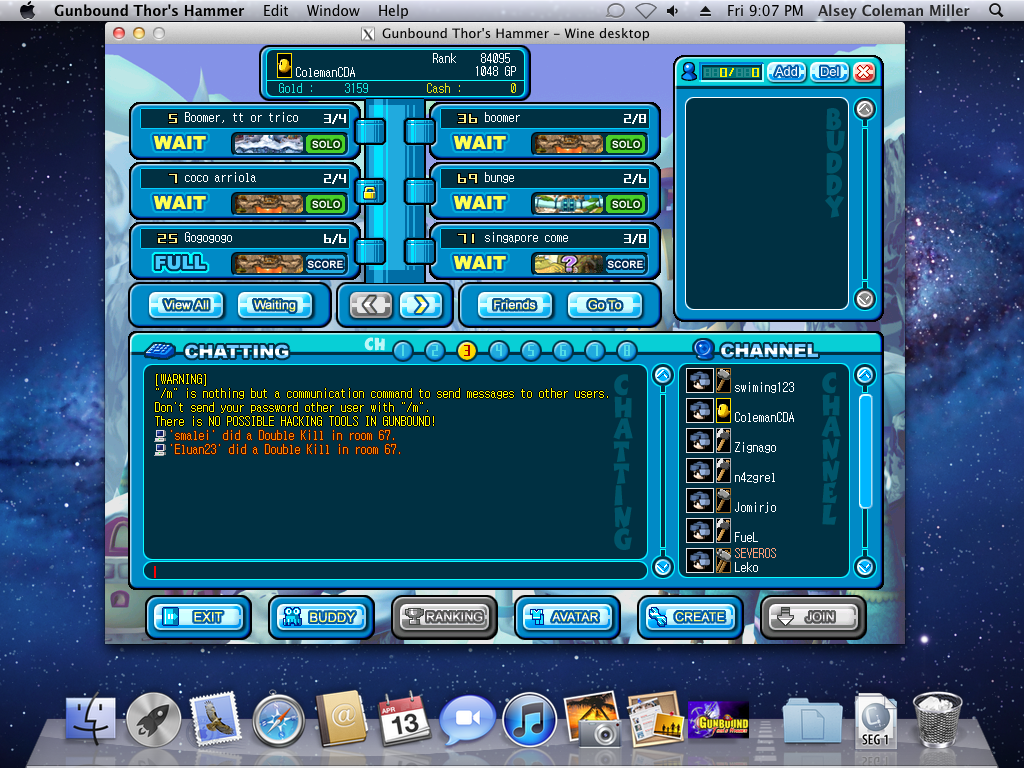 Gunbound Thor's Hammer Edit Window Help Fri 9:07 PM Alsey Coleman Miller
X Gunbound Thor's Hammer – Wine desktop
Rank 84095
ColemanCDA 1048 GP
Gold : 3159 Cash : 0
5 Boomer, tt or trico 3/4
WAIT SOLO
36 boomer 2/8
WAIT SOLO
7 coco arriola 2/4
WAIT SOLO
69 bunge 2/6
WAIT SOLO
25 Gogogogo 6/6
FULL SCORE
71 singapore come 3/8
WAIT ? SCORE
View All Waiting Friends Go To
0/ 0 Add Del
BUDDY
CHATTING CH 1 2 3 4 5 6 7 8
[WARNING]
"/m" is nothing but a communication command to send messages to other users.
Don't send your password other user with "/m".
There is NO POSSIBLE HACKING TOOLS IN GUNBOUND!
'smalei' did a Double Kill in room 67.
'Eluan23' did a Double Kill in room 67.
CHATTING
CHANNEL
swiming123
ColemanCDA
Zignago
n4zgrel
Jomirjo
FueL
SEVEROS
Leko
CHANNEL
EXIT BUDDY RANKING AVATAR CREATE JOIN
APR
13
GUNBOUND
SEG 1